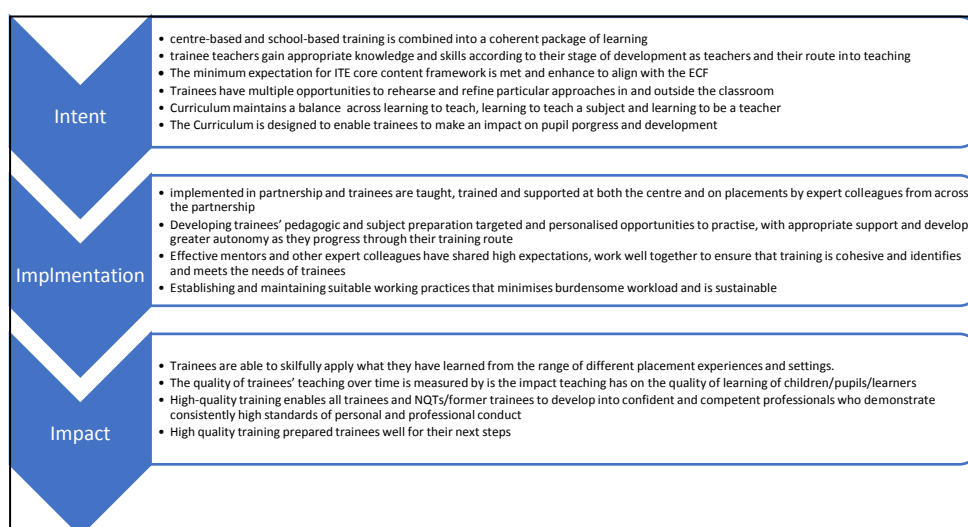 Intent
• centre-based and school-based training is combined into a coherent package of learning
• trainee teachers gain appropriate knowledge and skills according to their stage of development as teachers and their route into teaching
• The minimum expectation for ITE core content framework is met and enhance to align with the ECF
• Trainees have multiple opportunities to rehearse and refine particular approaches in and outside the classroom
• Curriculum maintains a balance across learning to teach, learning to teach a subject and learning to be a teacher
• The Curriculum is designed to enable trainees to make an impact on pupil porgress and development
Implmentation
• implemented in partnership and trainees are taught, trained and supported at both the centre and on placements by expert colleagues from across
the partnership
• Developing trainees' pedagogic and subject preparation targeted and personalised opportunities to practise, with appropriate support and develop
greater autonomy as they progress through their training route
• Effective mentors and other expert colleagues have shared high expectations, work well together to ensure that training is cohesive and identifies
and meets the needs of trainees
• Establishing and maintaining suitable working practices that minimises burdensome workload and is sustainable
Impact
• Trainees are able to skilfully apply what they have learned from the range of different placement experiences and settings.
• The quality of trainees' teaching over time is measured by is the impact teaching has on the quality of learning of children/pupils/learners
• High-quality training enables all trainees and NQTs/former trainees to develop into confident and competent professionals who demonstrate
consistently high standards of personal and professional conduct
• High quality training prepared trainees well for their next steps